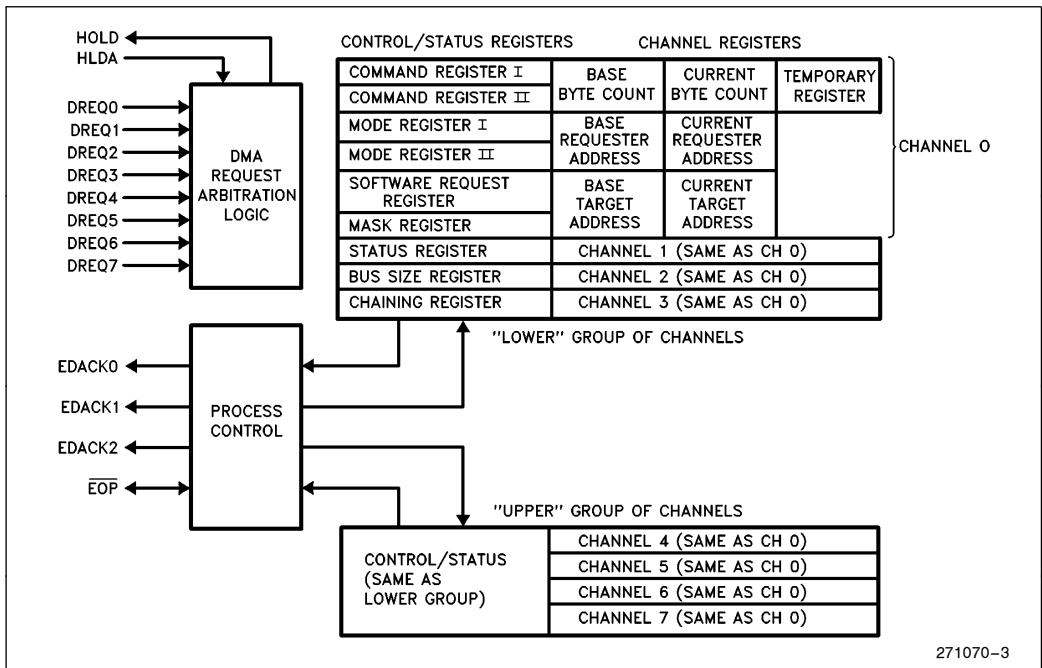 HOLD
HLDA
DREQ0
DREQ1
DREQ2
DREQ3
DREQ4
DREQ5
DREQ6
DREQ7
DMA
REQUEST
ARBITRATION
LOGIC
CONTROL/STATUS REGISTERS
CHANNEL REGISTERS
COMMAND REGISTER I
COMMAND REGISTER II
MODE REGISTER I
MODE REGISTER II
SOFTWARE REQUEST
REGISTER
MASK REGISTER
STATUS REGISTER
BUS SIZE REGISTER
CHAINING REGISTER
BASE
BYTE COUNT
CURRENT
BYTE COUNT
TEMPORARY
REGISTER
BASE
REQUESTER
ADDRESS
CURRENT
REQUESTER
ADDRESS
BASE
TARGET
ADDRESS
CURRENT
TARGET
ADDRESS
CHANNEL 0
CHANNEL 1 (SAME AS CH 0)
CHANNEL 2 (SAME AS CH 0)
CHANNEL 3 (SAME AS CH 0)
"LOWER" GROUP OF CHANNELS
EDACK0
EDACK1
EDACK2
EOP
PROCESS
CONTROL
"UPPER" GROUP OF CHANNELS
CONTROL/STATUS
(SAME AS
LOWER GROUP)
CHANNEL 4 (SAME AS CH 0)
CHANNEL 5 (SAME AS CH 0)
CHANNEL 6 (SAME AS CH 0)
CHANNEL 7 (SAME AS CH 0)
271070–3